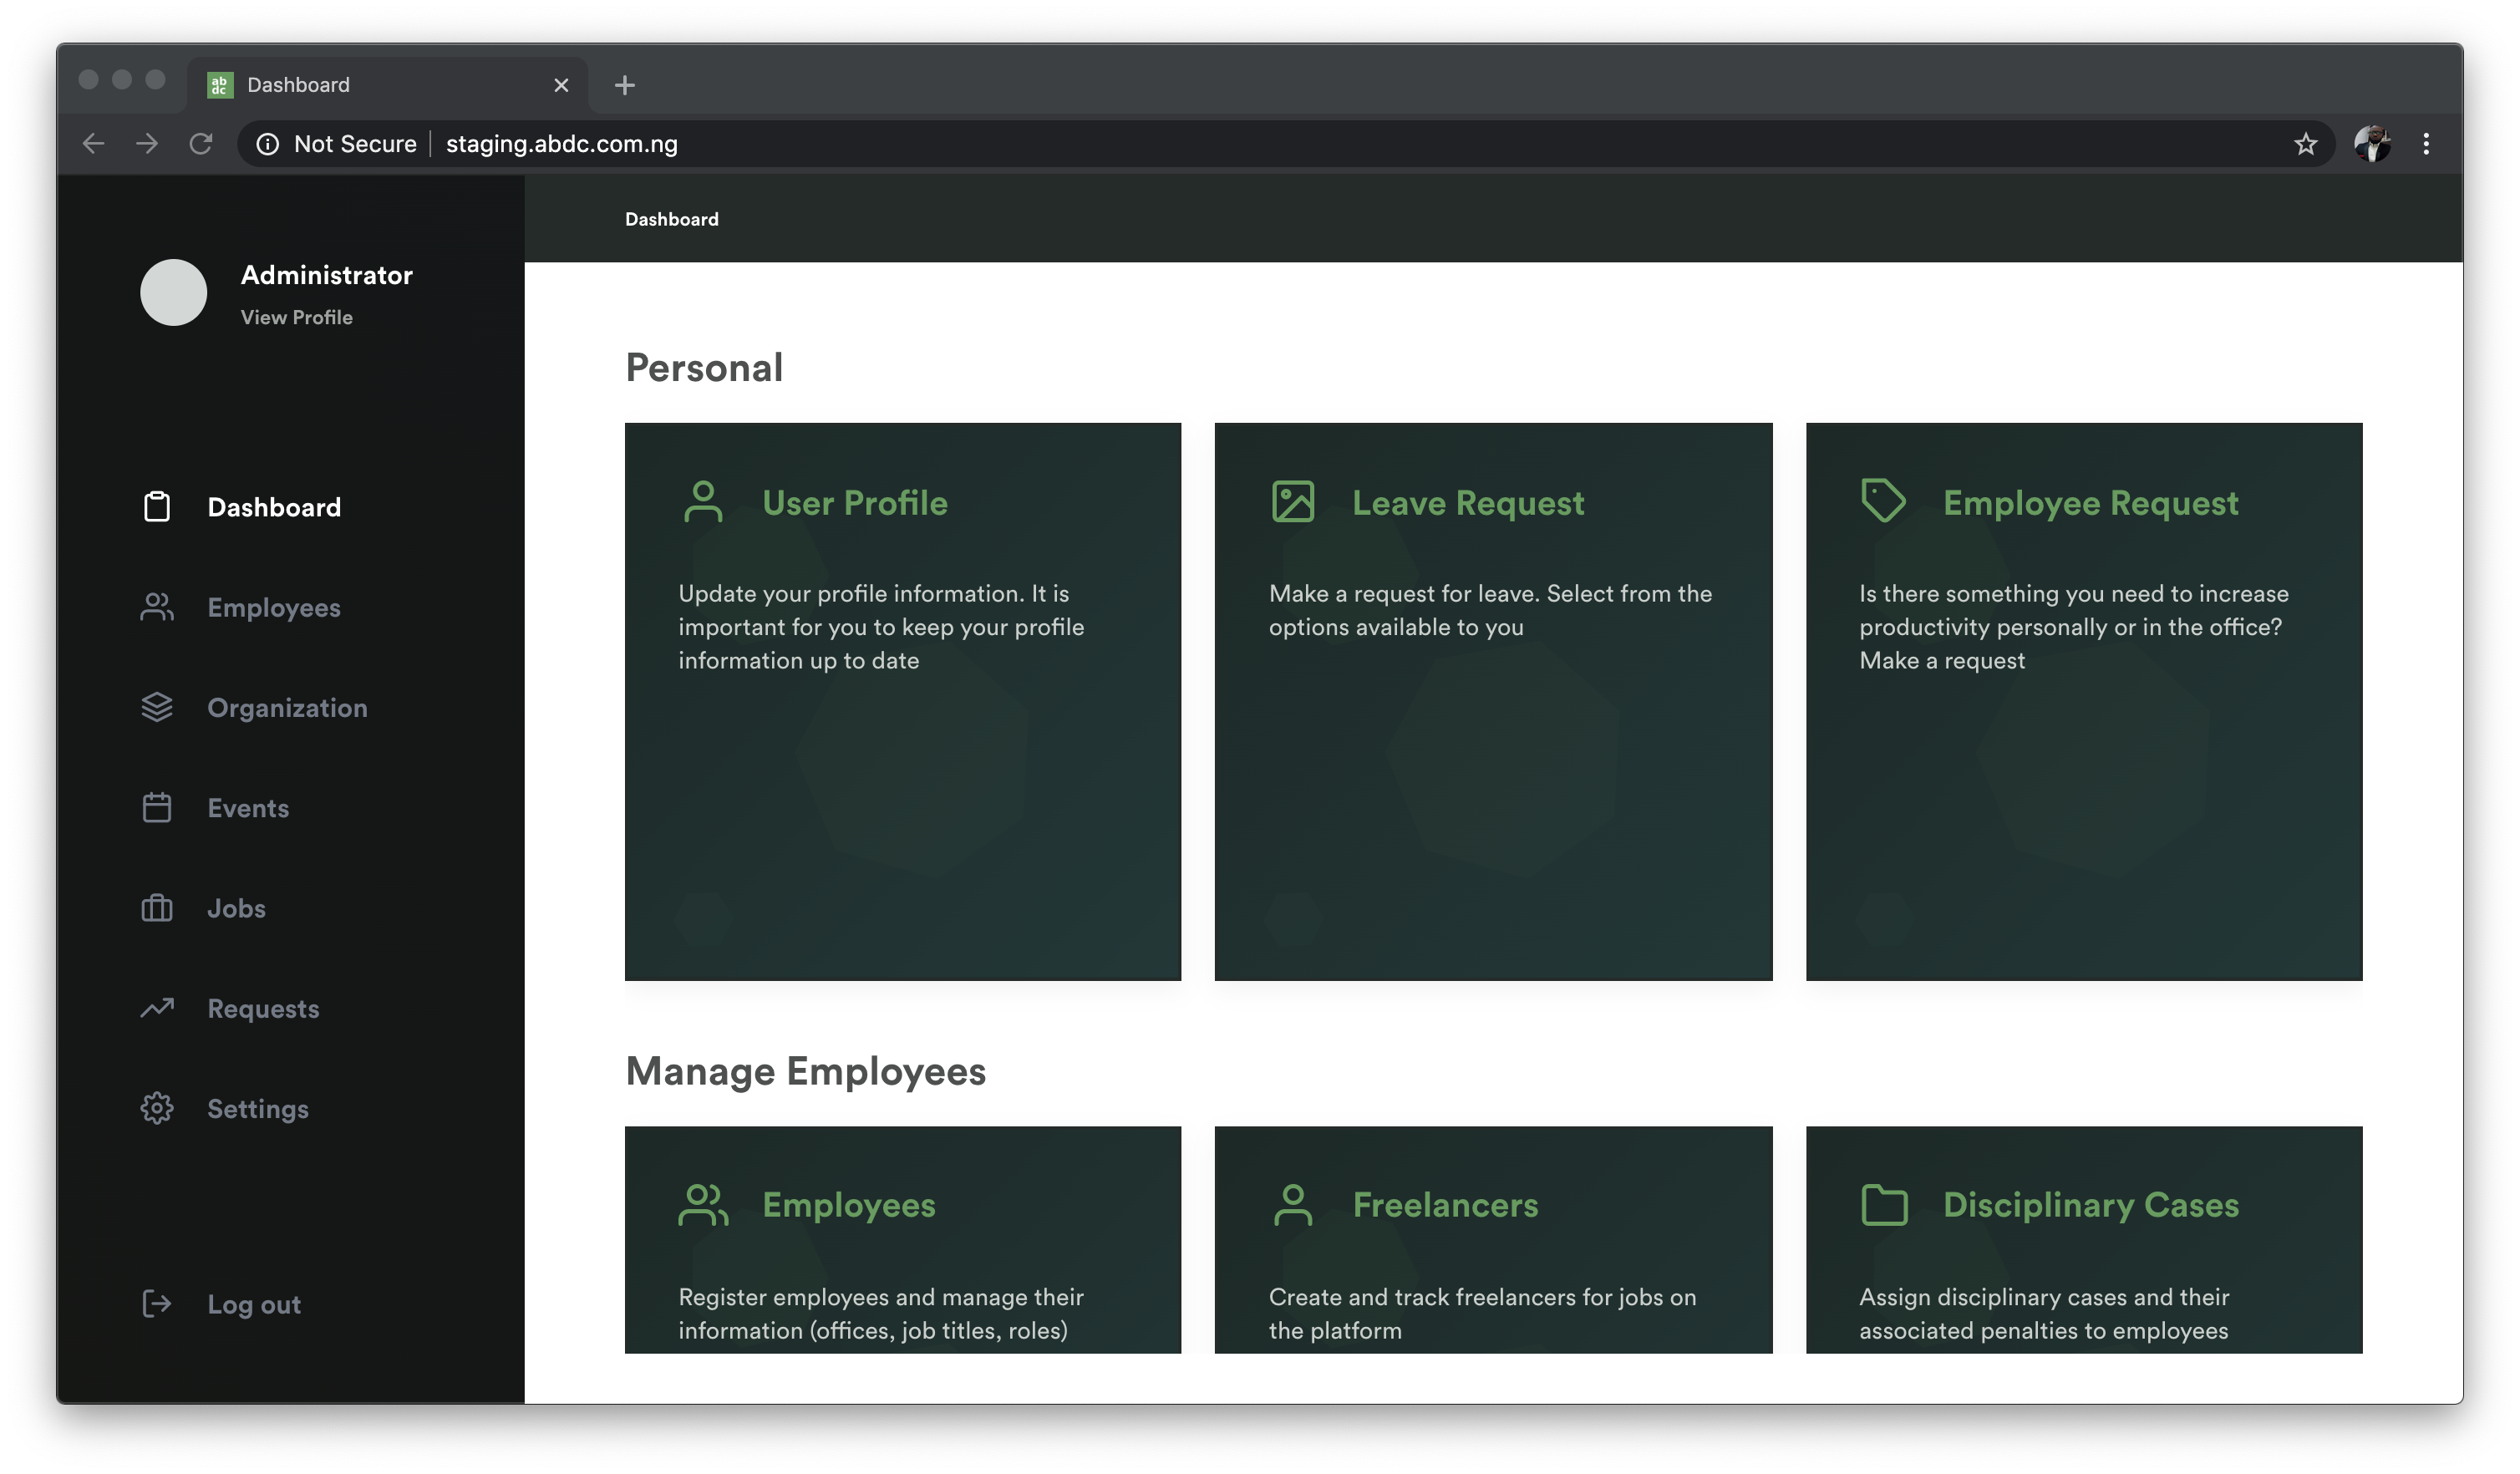 ab
dc
Dashboard
Not Secure
staging.abdc.com.ng
Dashboard
Administrator
View Profile
Dashboard
Employees
Organization
Events
Jobs
Requests
Settings
Log out
Personal
User Profile
Update your profile information. It is
important for you to keep your profile
information up to date
Leave Request
Make a request for leave. Select from the
options available to you
Employee Request
Is there something you need to increase
productivity personally or in the office?
Make a request
Manage Employees
Employees
Register employees and manage their
information (offices, job titles, roles)
Freelancers
Create and track freelancers for jobs on
the platform
Disciplinary Cases
Assign disciplinary cases and their
associated penalties to employees